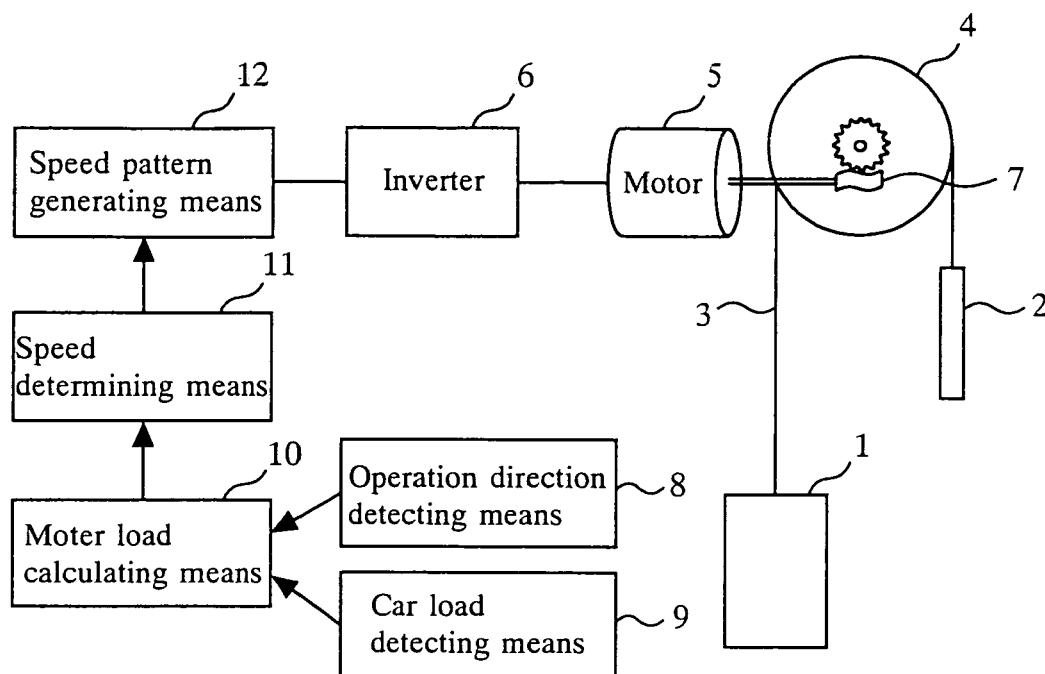 12
Speed pattern
generating means
6
Inverter
5
Motor
4
7
3
2
11
Speed
determining means
10
Moter load
calculating means
Operation direction
detecting means
8
Car load
detecting means
9
1